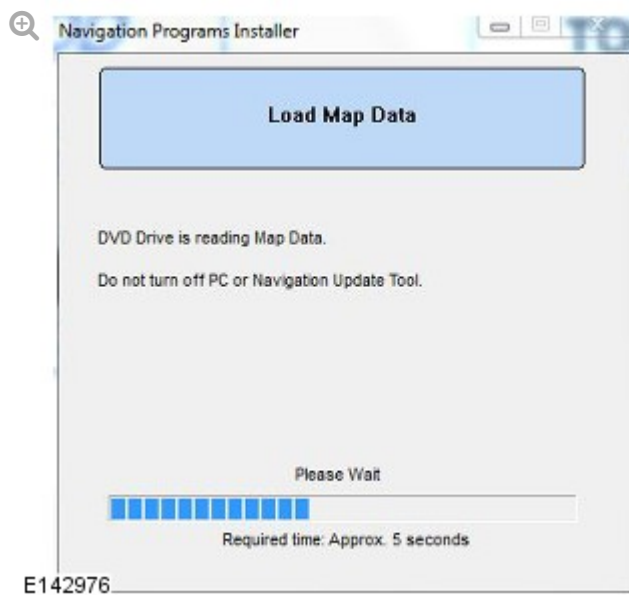 Navigation Programs Installer
TO
Load Map Data
DVD Drive is reading Map Data.
Do not turn off PC or Navigation Update Tool.
Please Wait
Required time: Approx. 5 seconds
E142976